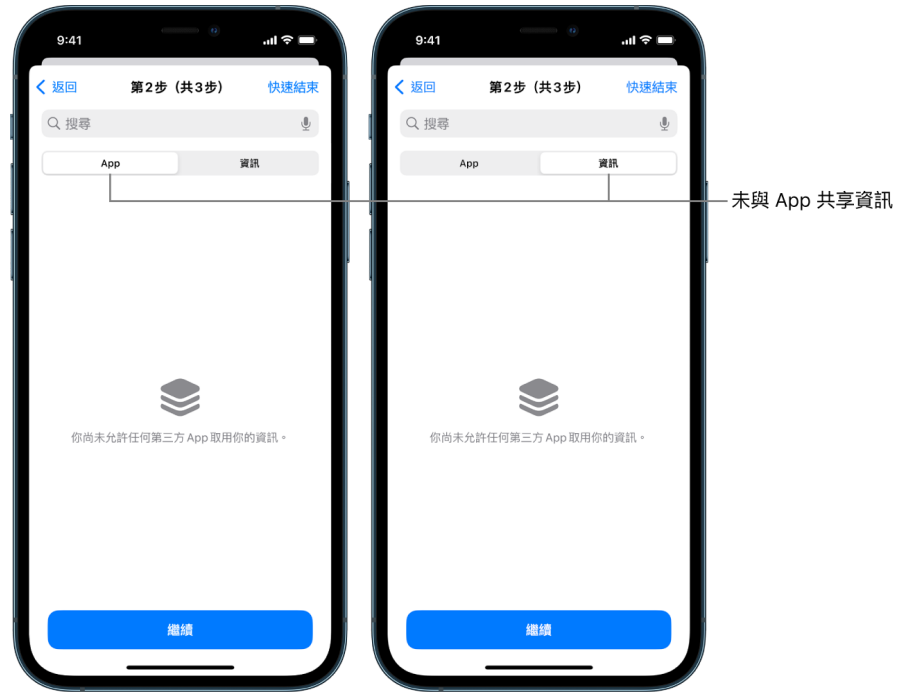 9:41
返回
第2步（共3步）
快速結束
搜尋
App
資訊
你尚未允許任何第三方 App 取用你的資訊。
繼續
9:41
返回
第2步（共3步）
快速結束
搜尋
App
資訊
你尚未允許任何第三方 App 取用你的資訊。
繼續
未與 App 共享資訊